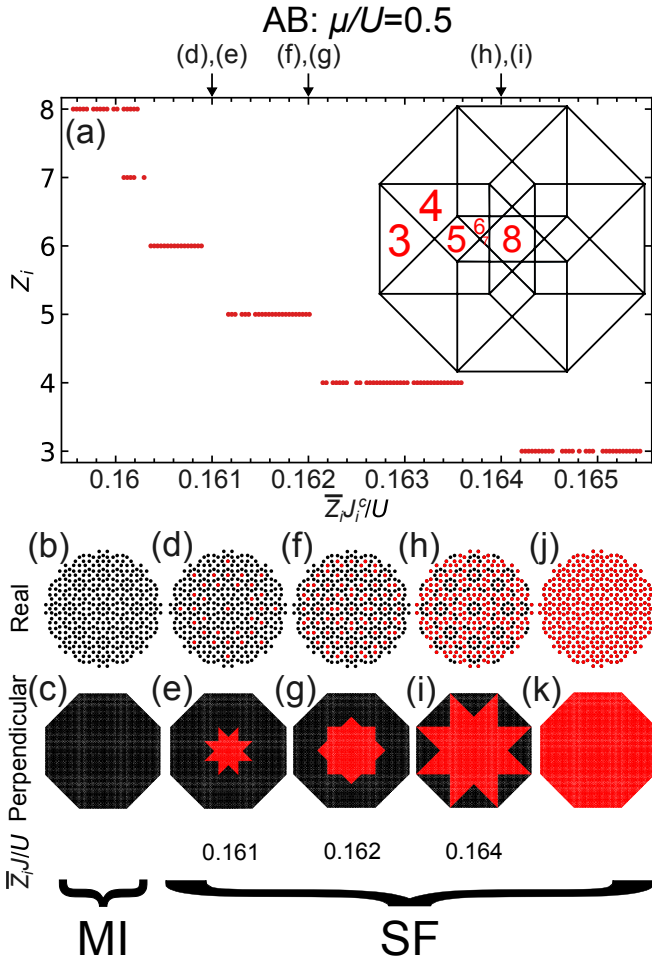 AB: μ/U=0.5
(d),(e) (f),(g) (h),(i)
(a)
8
7
6
5
4
3
Z_i
4
3 5 6 7 8
0.16 0.161 0.162 0.163 0.164 0.165
Z̅_iJ_i^c/U
(b) (d) (f) (h) (j)
Real
(c) (e) (g) (i) (k)
Perpendicular
Z̅_iJ/U
0.161 0.162 0.164
MI SF